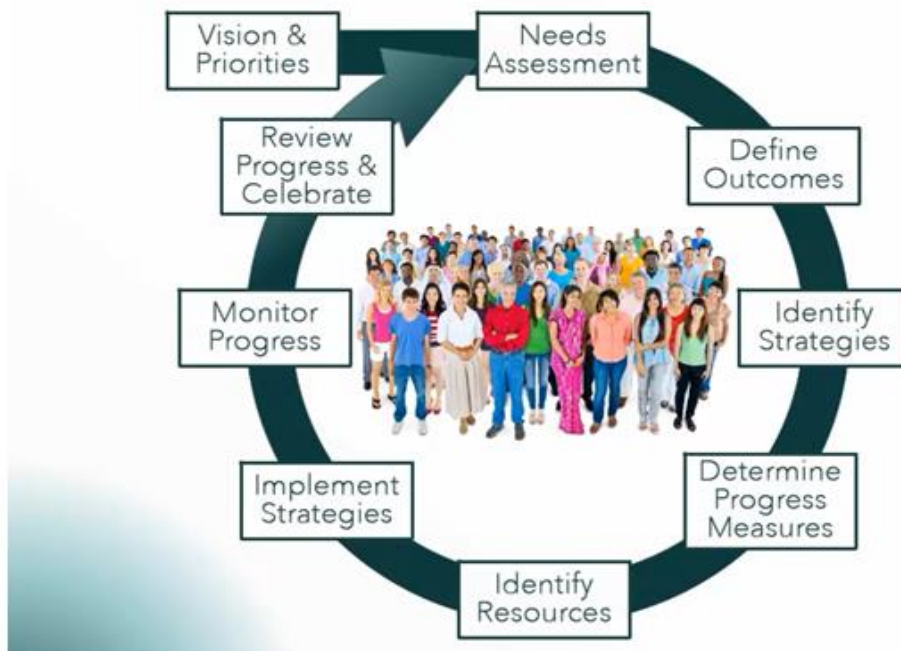 Vision &
Priorities
Needs
Assessment
Define
Outcomes
Identify
Strategies
Determine
Progress
Measures
Identify
Resources
Implement
Strategies
Monitor
Progress
Review
Progress &
Celebrate